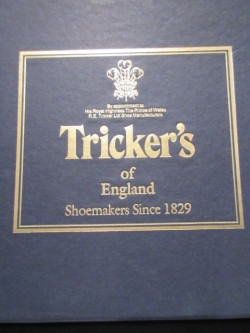 By appointment to
His Royal Highness The Prince of Wales
R.E. Tricker Ltd Shoe Manufacturers
Tricker's
of
England
Shoemakers Since 1829